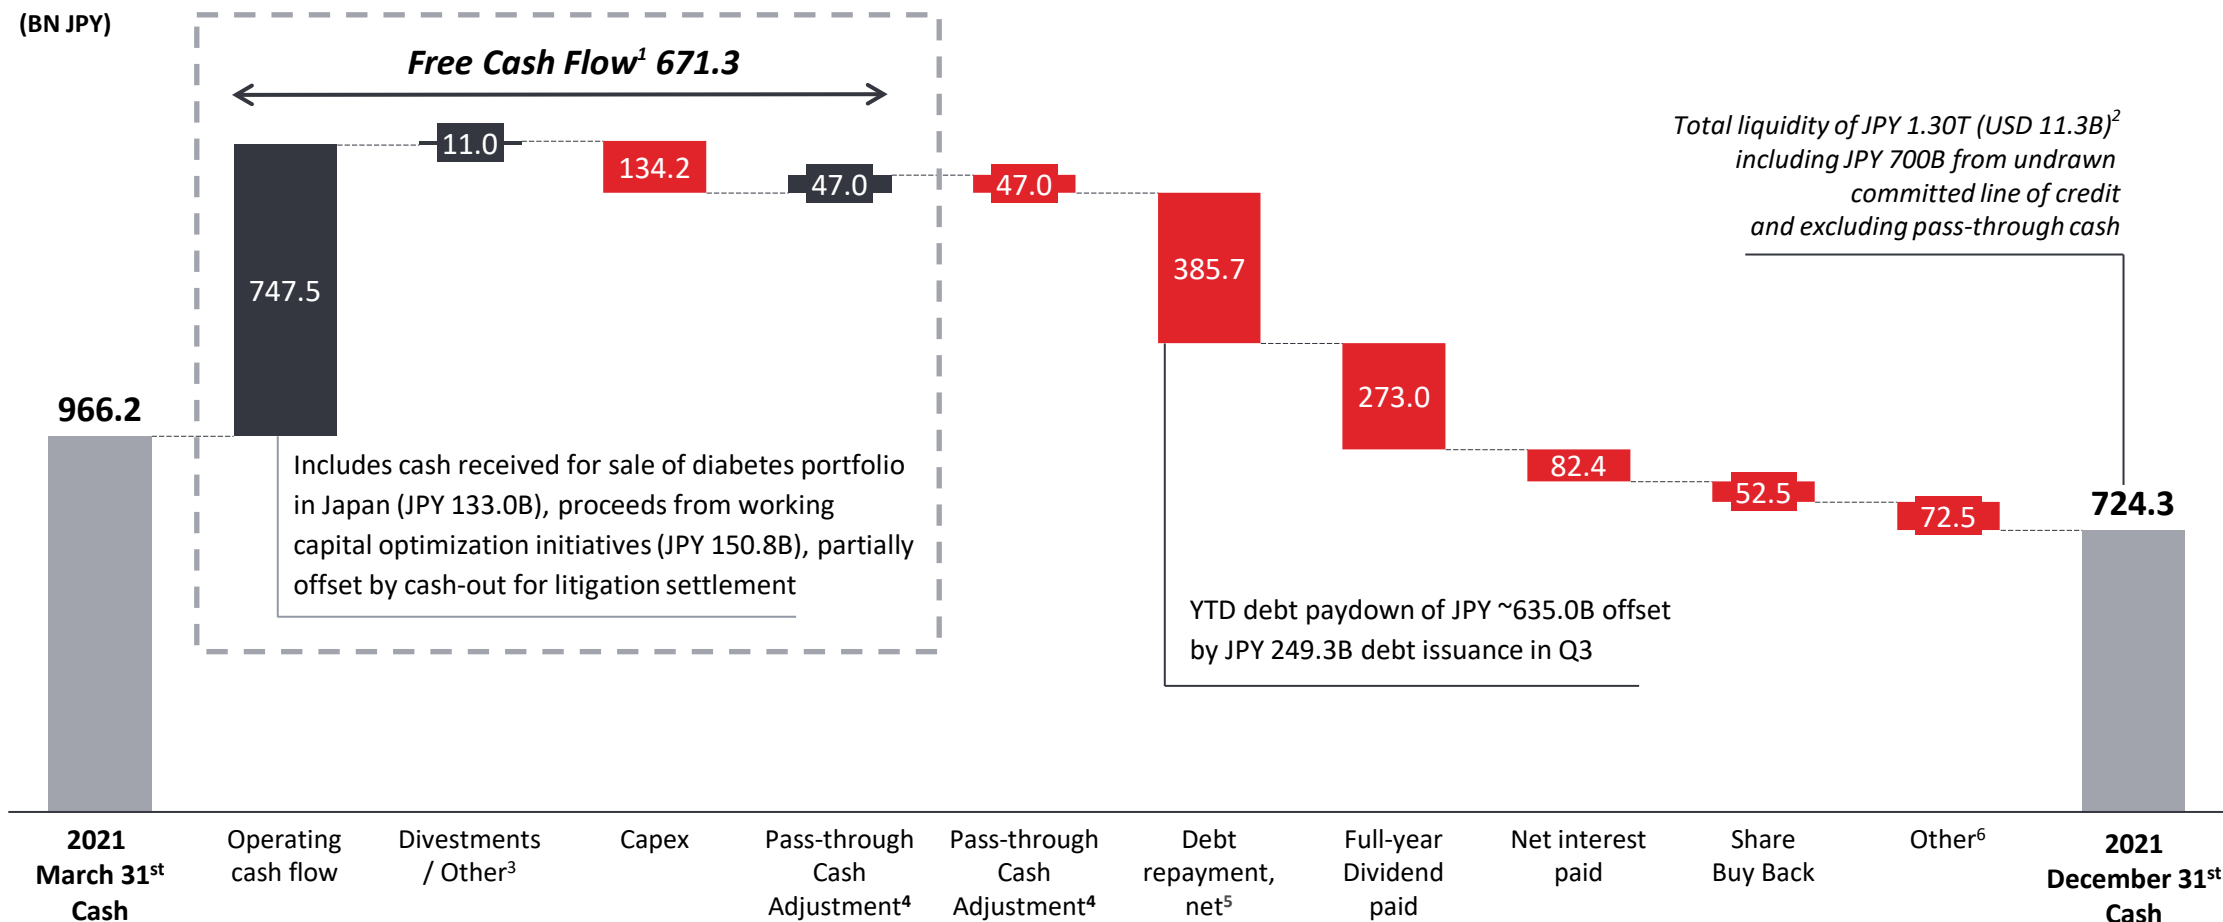 (BN JPY)
Free Cash Flow1 671.3
Total liquidity of JPY 1.30T (USD 11.3B)2
including JPY 700B from undrawn
committed line of credit
and excluding pass-through cash
966.2
747.5
11.0
134.2
47.0
47.0
385.7
273.0
82.4
52.5
72.5
724.3
Includes cash received for sale of diabetes portfolio
in Japan (JPY 133.0B), proceeds from working
capital optimization initiatives (JPY 150.8B), partially
offset by cash-out for litigation settlement
YTD debt paydown of JPY ~635.0B offset
by JPY 249.3B debt issuance in Q3
2021
March 31st
Cash
Operating
cash flow
Divestments
/ Other3
Capex
Pass-through
Cash
Adjustment4
Pass-through
Cash
Adjustment4
Debt
repayment,
net5
Full-year
Dividend
paid
Net interest
paid
Share
Buy Back
Other6
2021
December 31st
Cash